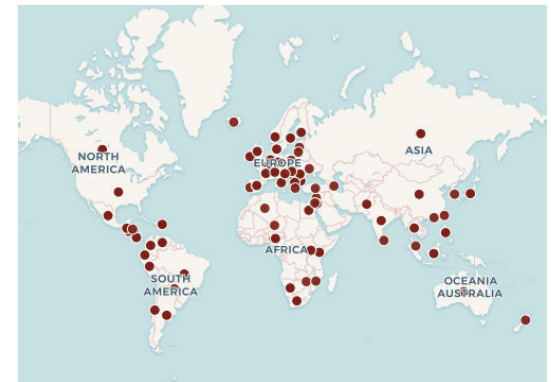 NORTH
AMERICA
EUROPE
ASIA
AFRICA
SOUTH
AMERICA
OCEANIA
AUSTRALIA